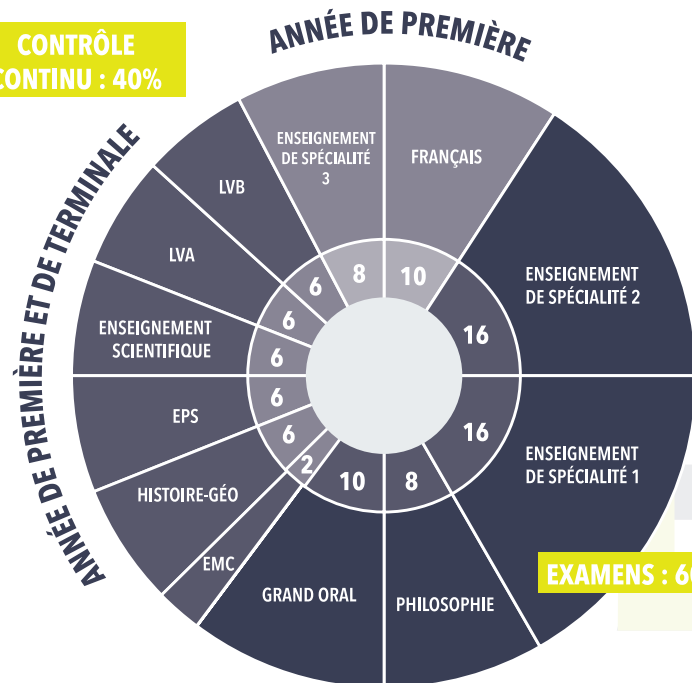 CONTRÔLE
CONTINU : 40%
ANNÉE DE PREMIÈRE
ANNÉE DE PREMIÈRE ET DE TERMINALE
ENSEIGNEMENT
DE SPÉCIALITÉ
3
8
FRANÇAIS
10
ENSEIGNEMENT
DE SPÉCIALITÉ 2
16
ENSEIGNEMENT
DE SPÉCIALITÉ 1
16
EXAMENS : 60
PHILOSOPHIE
8
GRAND ORAL
10
EMC
2
HISTOIRE-GÉO
6
EPS
6
ENSEIGNEMENT
SCIENTIFIQUE
6
LVA
6
LVB
6